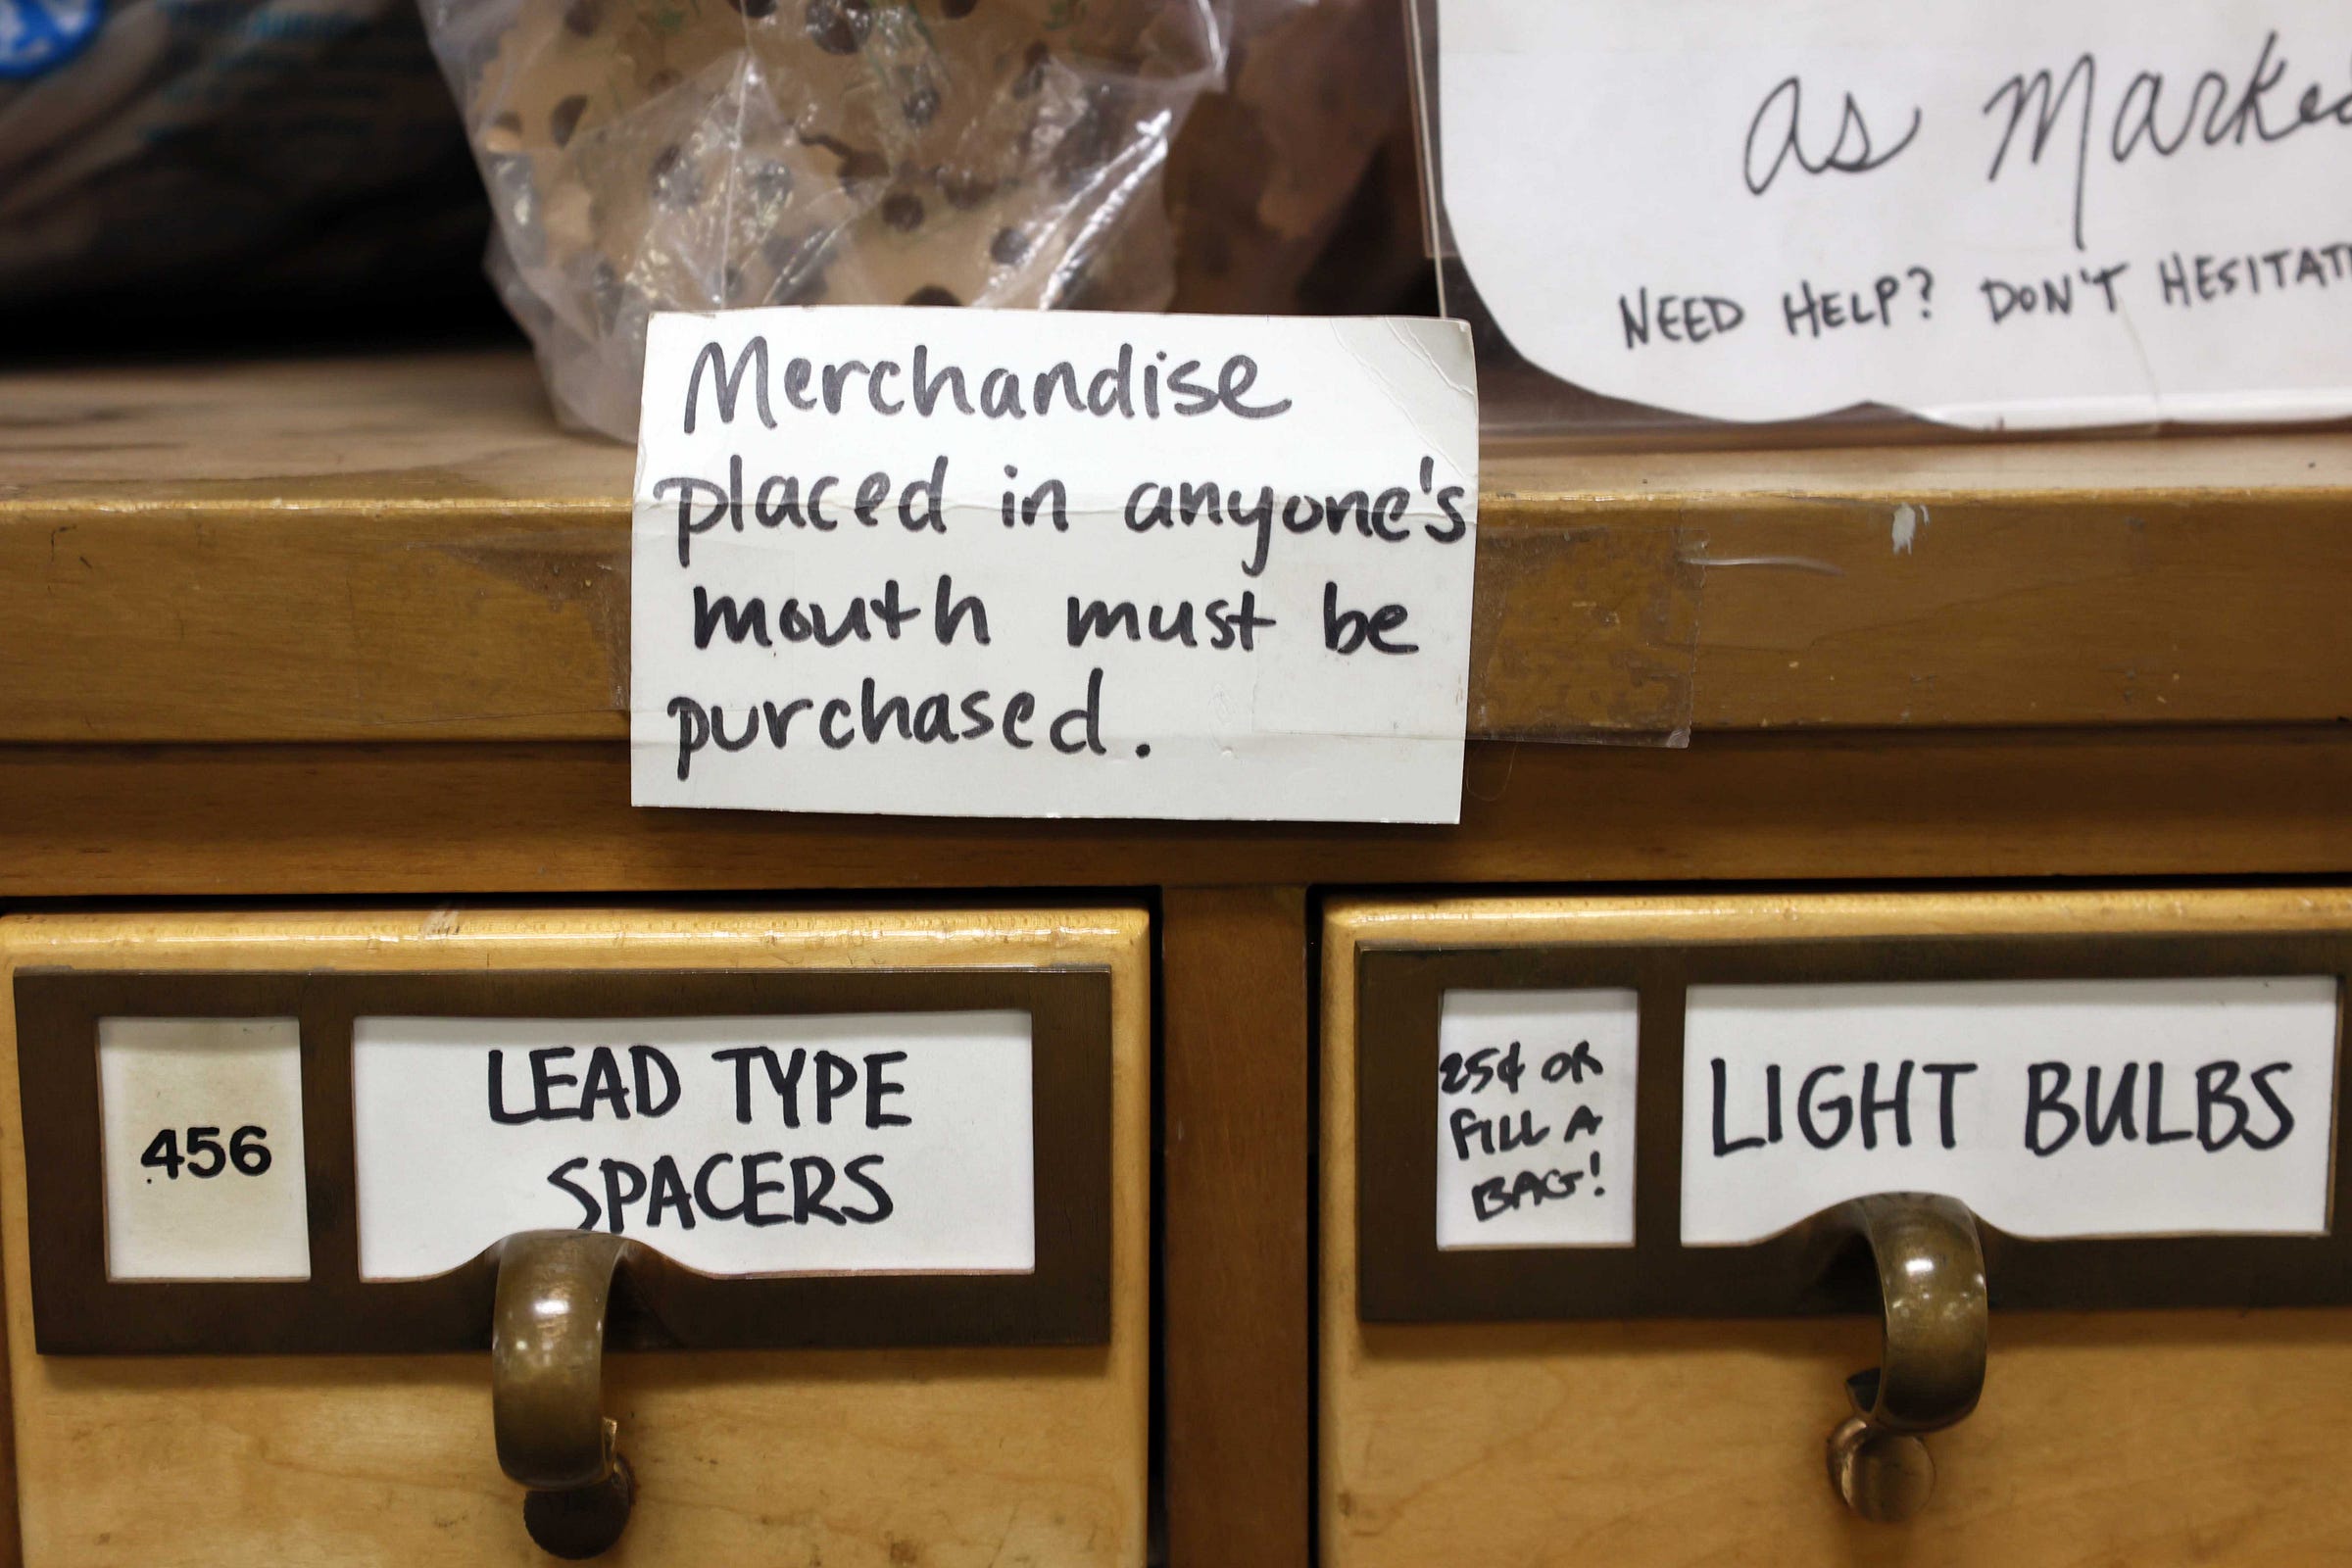 as Marked
NEED HELP? DON'T HESITAT
Merchandise
placed in anyone's
mouth must be
purchased.
456
LEAD TYPE
SPACERS
25¢ OR
FILL A
BAG!
LIGHT BULBS